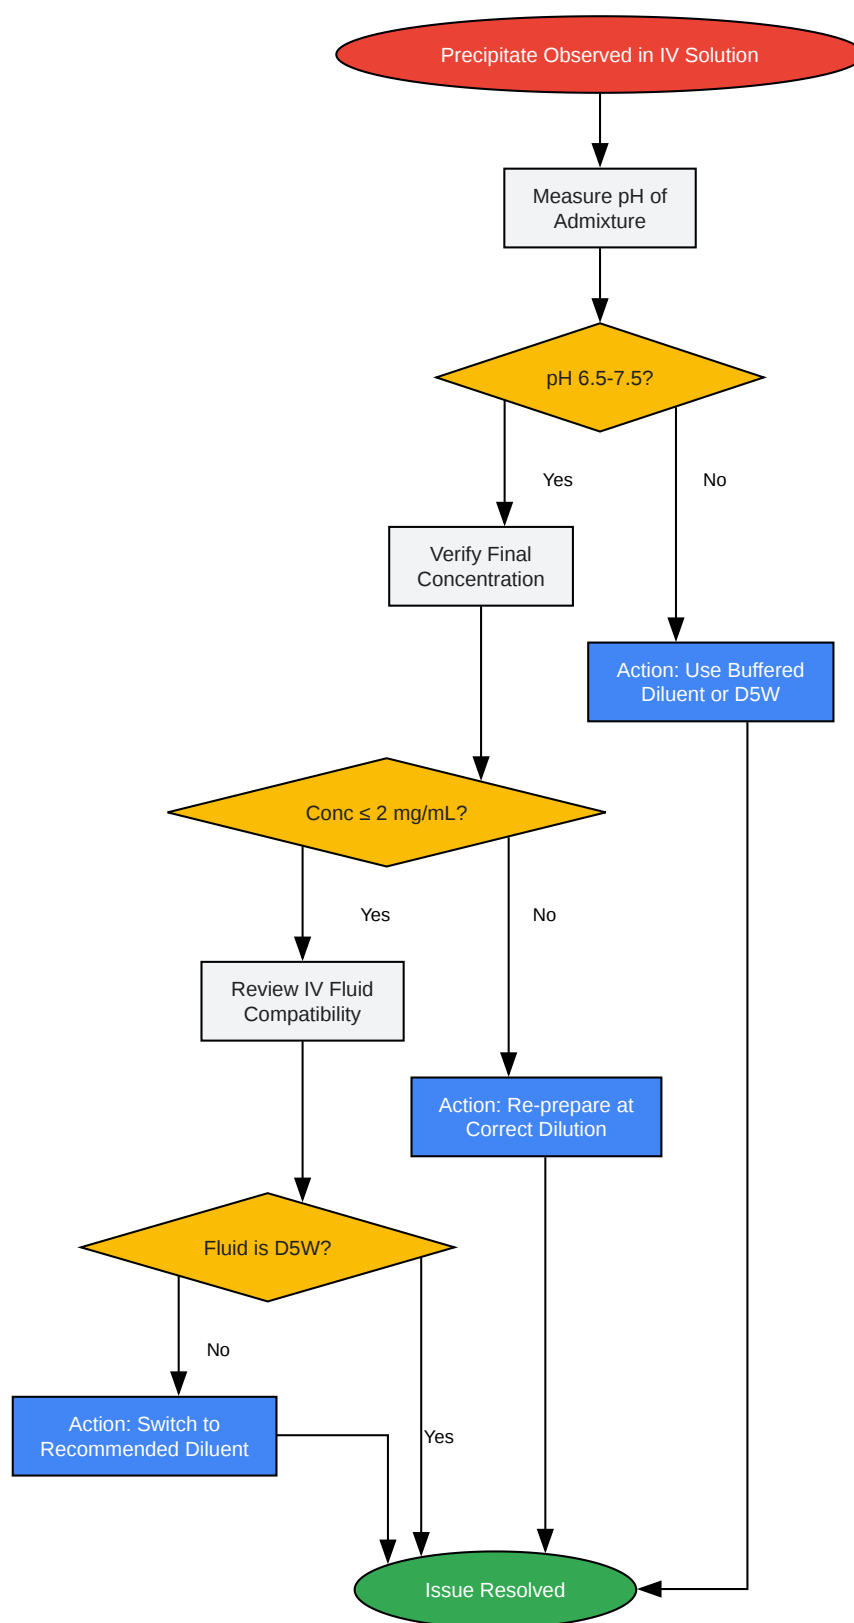 Precipitate Observed in IV Solution
Measure pH of
Admixture
pH 6.5-7.5?
Yes
No
Verify Final
Concentration
Action: Use Buffered
Diluent or D5W
Conc ≤ 2 mg/mL?
Yes
No
Review IV Fluid
Compatibility
Action: Re-prepare at
Correct Dilution
Fluid is D5W?
No
Action: Switch to
Recommended Diluent
Yes
Issue Resolved